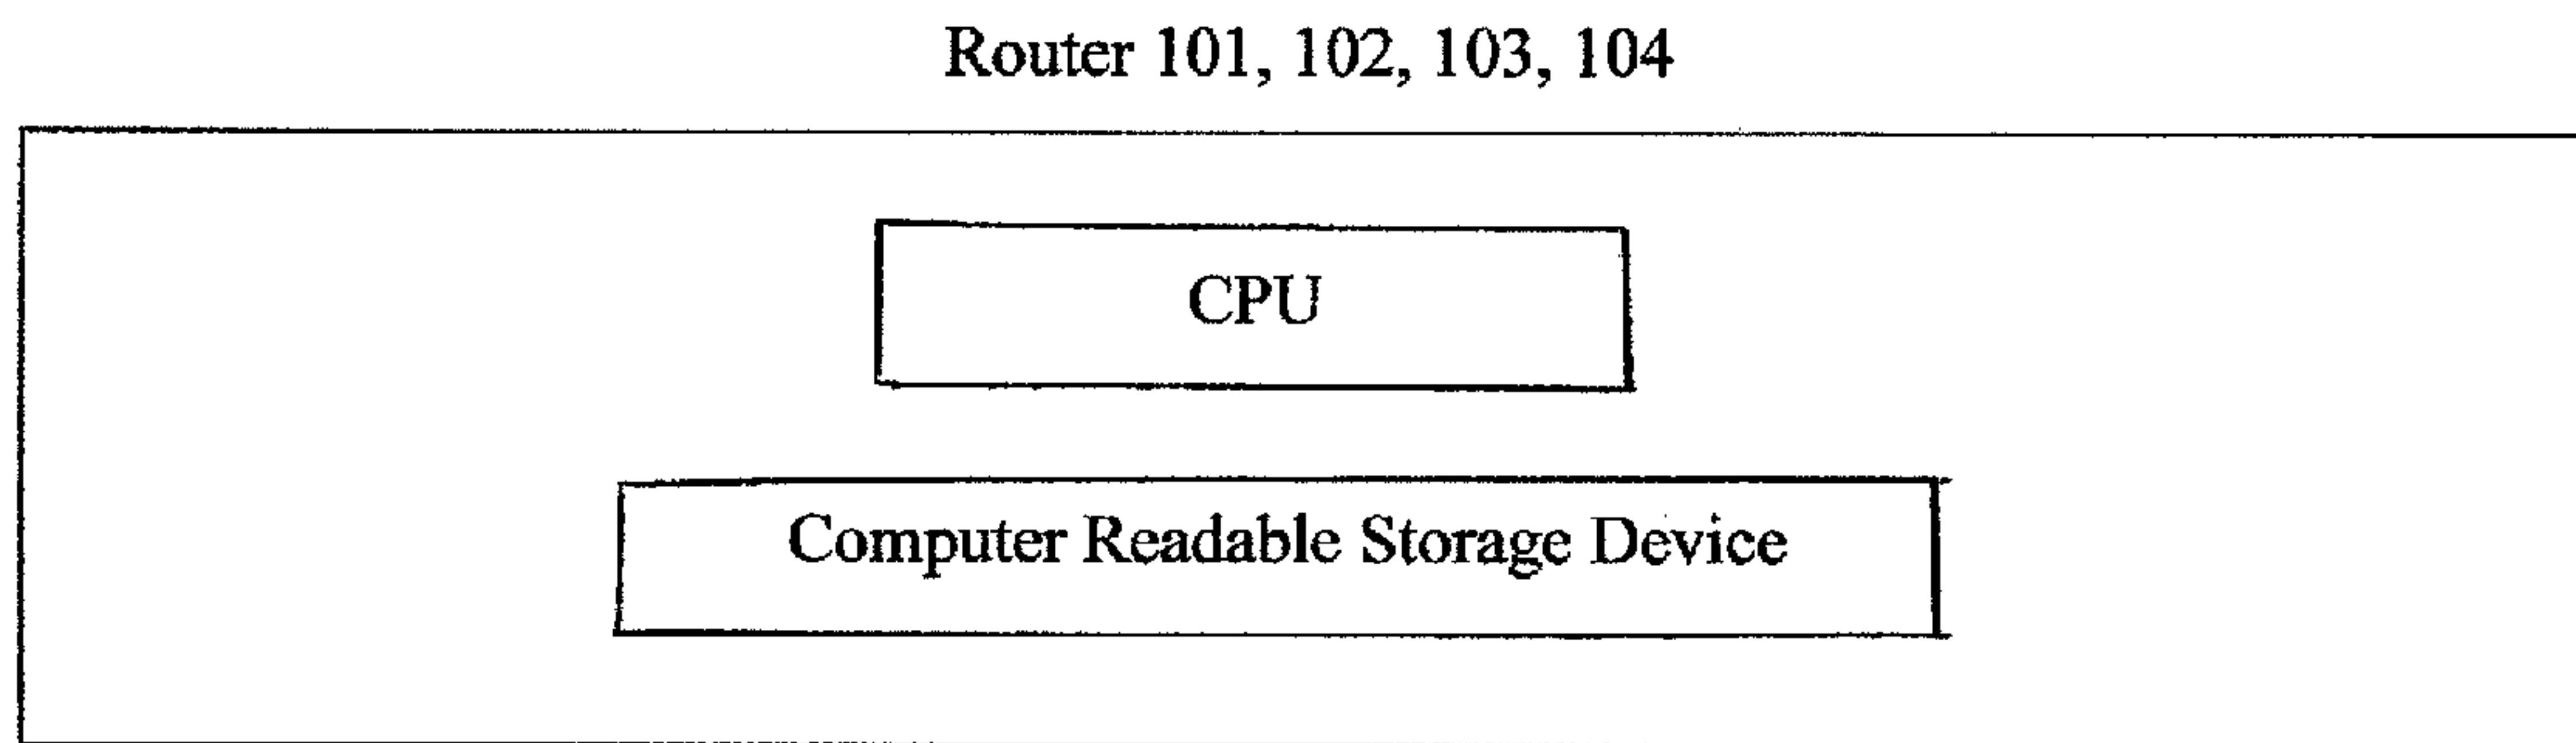 Router 101, 102, 103, 104
CPU
Computer Readable Storage Device